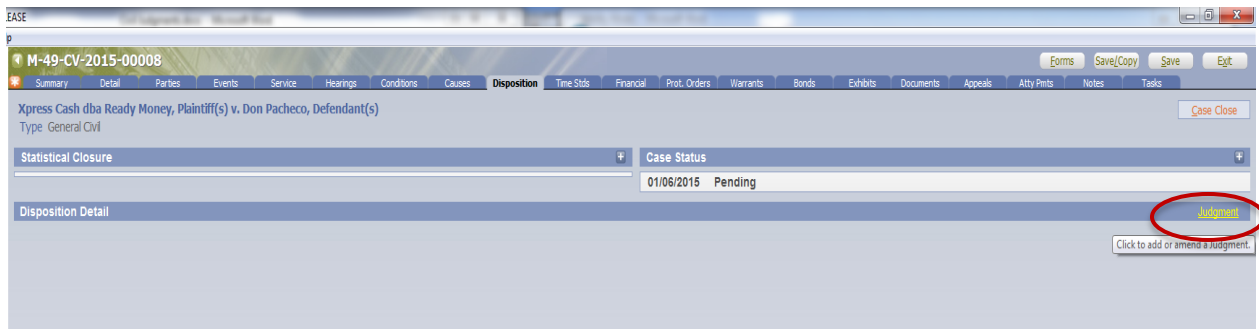 EASE
p
M-49-CV-2015-00008
Forms Save/Copy Save Exit
Summary Detail Parties Events Service Hearings Conditions Causes Disposition Time Stds Financial Prot. Orders Warrants Bonds Exhibits Documents Appeals Atty Pmts Notes Tasks
Xpress Cash dba Ready Money, Plaintiff(s) v. Don Pacheco, Defendant(s)
Case Close
Type General Civil
Statistical Closure
Case Status
01/06/2015 Pending
Disposition Detail
Judgment
Click to add or amend a Judgment.